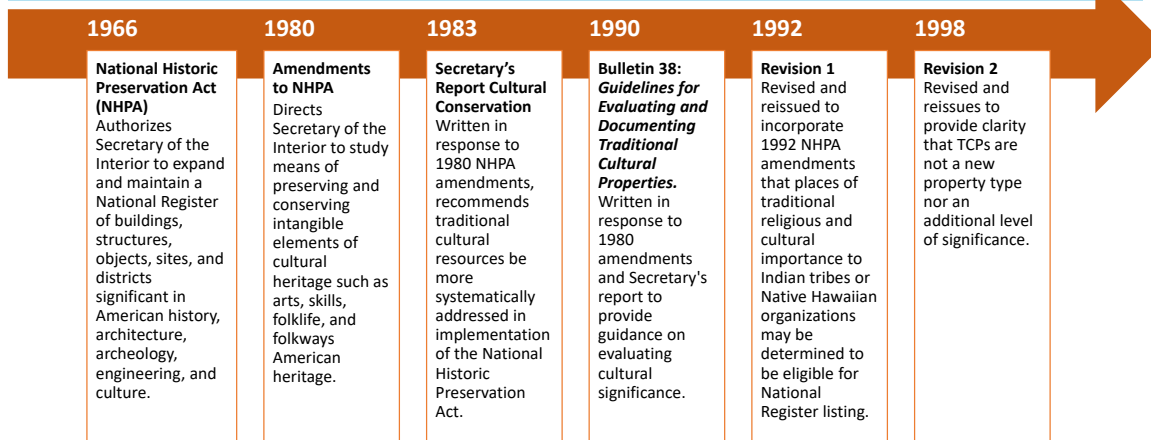 1966
National Historic
Preservation Act
(NHPA)
Authorizes
Secretary of the
Interior to expand
and maintain a
National Register
of buildings,
structures,
objects, sites, and
districts
significant in
American history,
architecture,
archeology,
engineering, and
culture.
1980
Amendments
to NHPA
Directs
Secretary of the
Interior to study
means of
preserving and
conserving
intangible
elements of
cultural
heritage such as
arts, skills,
folklife, and
folkways
American
heritage.
1983
Secretary’s
Report Cultural
Conservation
Written in
response to
1980 NHPA
amendments,
recommends
traditional
cultural
resources be
more
systematically
addressed in
implementation
of the National
Historic
Preservation
Act.
1990
Bulletin 38:
Guidelines for
Evaluating and
Documenting
Traditional
Cultural
Properties.
Written in
response to
1980
amendments
and Secretary's
report to
provide
guidance on
evaluating
cultural
significance.
1992
Revision 1
Revised and
reissued to
incorporate
1992 NHPA
amendments
that places of
traditional
religious and
cultural
importance to
Indian tribes or
Native Hawaiian
organizations
may be
determined to
be eligible for
National
Register listing.
1998
Revision 2
Revised and
reissues to
provide clarity
that TCPs are
not a new
property type
nor an
additional level
of significance.